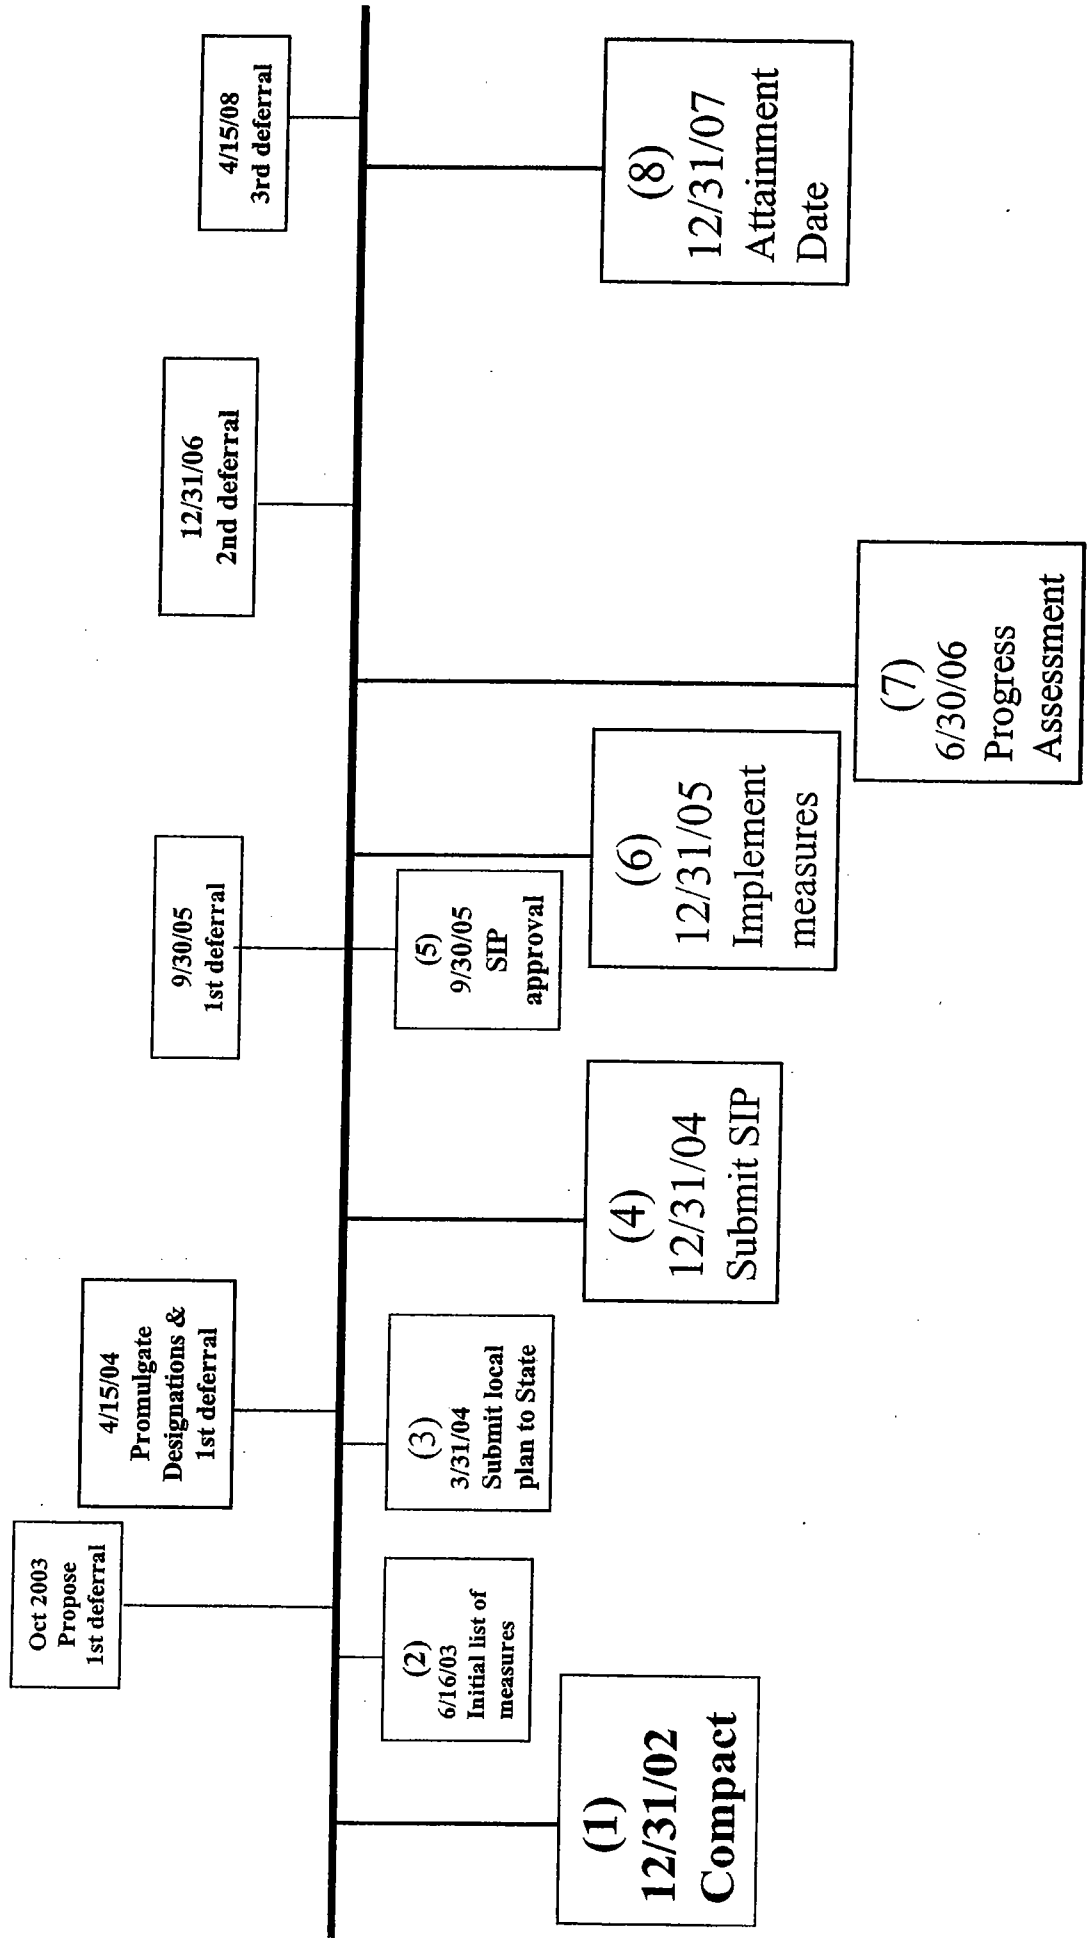 Oct 2003
Propose
1st deferral
4/15/04
Promulgate
Designations &
1st deferral
9/30/05
1st deferral
12/31/06
2nd deferral
4/15/08
3rd deferral
(1)
12/31/02
Compact
(2)
6/16/03
Initial list of
measures
(3)
3/31/04
Submit local
plan to State
(4)
12/31/04
Submit SIP
(5)
9/30/05
SIP
approval
(6)
12/31/05
Implement
measures
(7)
6/30/06
Progress
Assessment
(8)
12/31/07
Attainment
Date